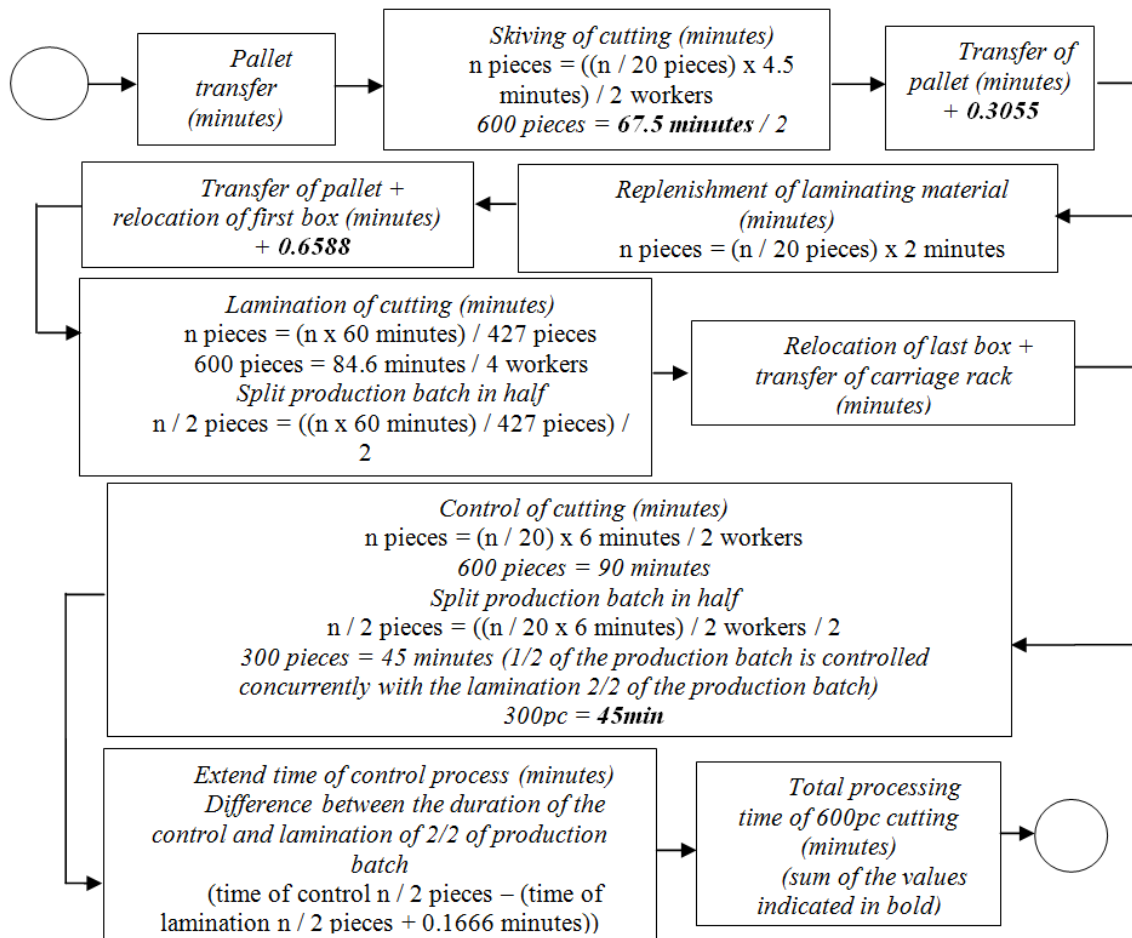 Pallet
transfer
(minutes)
Skiving of cutting (minutes)
n pieces = ((n / 20 pieces) x 4.5
minutes) / 2 workers
600 pieces = 67.5 minutes / 2
Transfer of
pallet (minutes)
+ 0.3055
Replenishment of laminating material
(minutes)
n pieces = (n / 20 pieces) x 2 minutes
Transfer of pallet +
relocation of first box (minutes)
+ 0.6588
Lamination of cutting (minutes)
n pieces = (n x 60 minutes) / 427 pieces
600 pieces = 84.6 minutes / 4 workers
Split production batch in half
n / 2 pieces = ((n x 60 minutes) / 427 pieces) /
2
Relocation of last box +
transfer of carriage rack
(minutes)
Control of cutting (minutes)
n pieces = (n / 20) x 6 minutes / 2 workers
600 pieces = 90 minutes
Split production batch in half
n / 2 pieces = ((n / 20 x 6 minutes) / 2 workers / 2
300 pieces = 45 minutes (1/2 of the production batch is controlled
concurrently with the lamination 2/2 of the production batch)
300pc = 45min
Extend time of control process (minutes)
Difference between the duration of the
control and lamination of 2/2 of production
batch
(time of control n / 2 pieces – (time of
lamination n / 2 pieces + 0.1666 minutes))
Total processing
time of 600pc cutting
(minutes)
(sum of the values
indicated in bold)